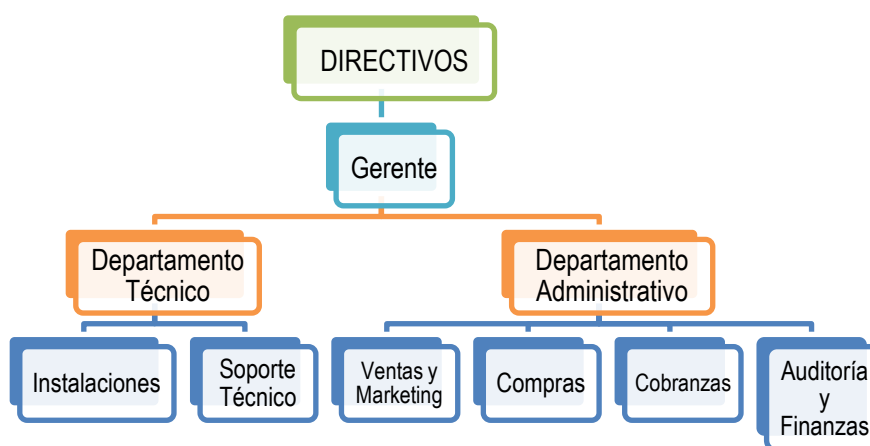 DIRECTIVOS
Gerente
Departamento
Técnico
Departamento
Administrativo
Instalaciones
Soporte
Técnico
Ventas y
Marketing
Compras
Cobranzas
Auditoría
y
Finanzas